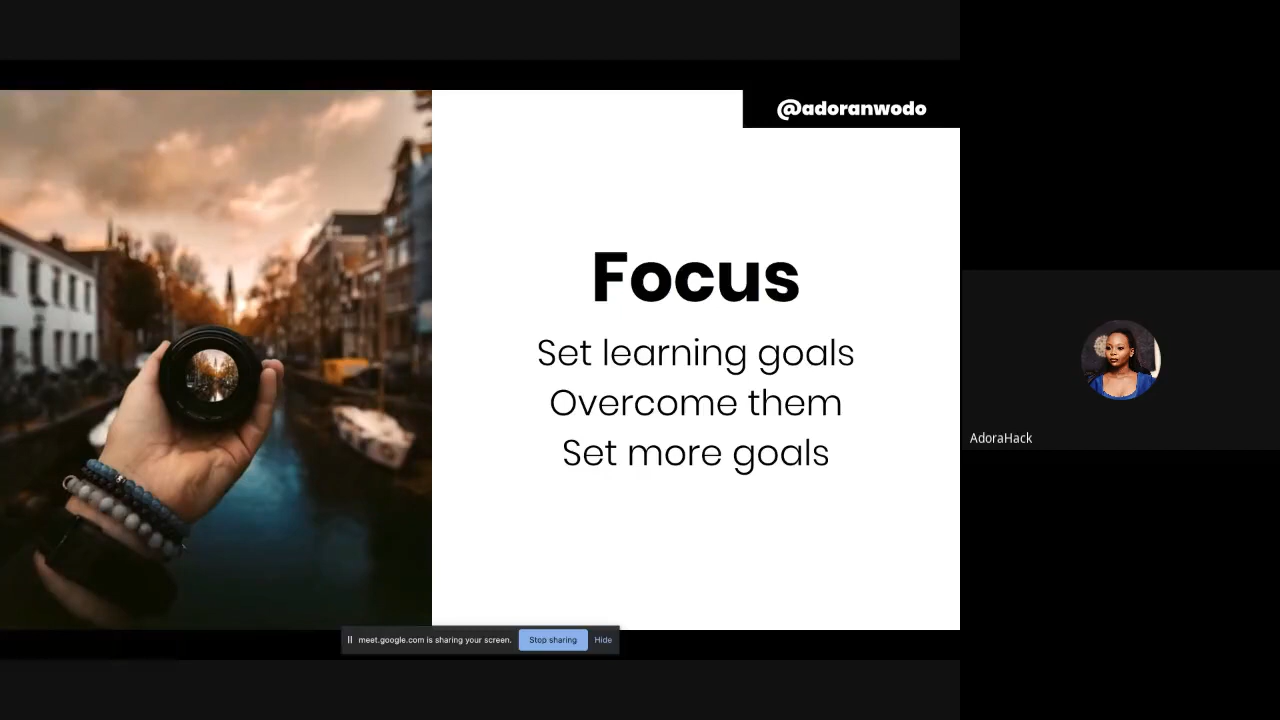 @adoranwodo
Focus
Set learning goals
Overcome them
Set more goals
AdoraHack
meet.google.com is sharing your screen. Stop sharing Hide